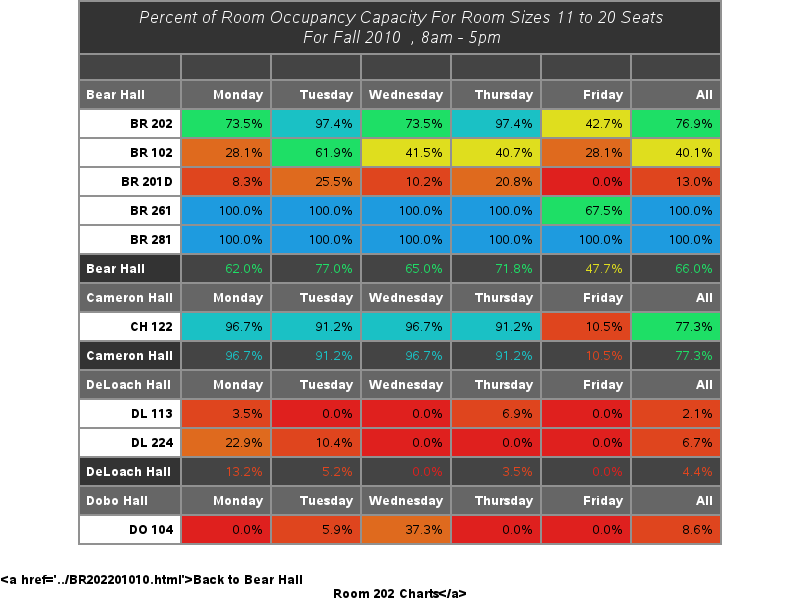 Percent of Room Occupancy Capacity For Room Sizes 11 to 20 Seats
For Fall 2010 , 8am - 5pm
Bear Hall Monday Tuesday Wednesday Thursday Friday All
BR 202 73.5% 97.4% 73.5% 97.4% 42.7% 76.9%
BR 102 28.1% 61.9% 41.5% 40.7% 28.1% 40.1%
BR 201D 8.3% 25.5% 10.2% 20.8% 0.0% 13.0%
BR 261 100.0% 100.0% 100.0% 100.0% 67.5% 100.0%
BR 281 100.0% 100.0% 100.0% 100.0% 100.0% 100.0%
Bear Hall 62.0% 77.0% 65.0% 71.8% 47.7% 66.0%
Cameron Hall Monday Tuesday Wednesday Thursday Friday All
CH 122 96.7% 91.2% 96.7% 91.2% 10.5% 77.3%
Cameron Hall 96.7% 91.2% 96.7% 91.2% 10.5% 77.3%
DeLoach Hall Monday Tuesday Wednesday Thursday Friday All
DL 113 3.5% 0.0% 0.0% 6.9% 0.0% 2.1%
DL 224 22.9% 10.4% 0.0% 0.0% 0.0% 6.7%
DeLoach Hall 13.2% 5.2% 0.0% 3.5% 0.0% 4.4%
Dobo Hall Monday Tuesday Wednesday Thursday Friday All
DO 104 0.0% 5.9% 37.3% 0.0% 0.0% 8.6%
<a href='../BR202201010.html'>Back to Bear Hall
Room 202 Charts</a>